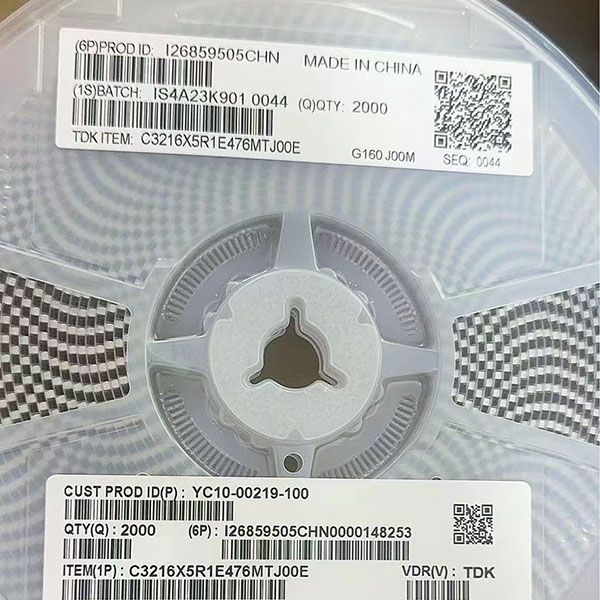 (6P)PROD ID: I26859505CHN MADE IN CHINA
(1S)BATCH: IS4A23K901 0044 (Q)QTY: 2000
TDK ITEM: C3216X5R1E476MTJ00E G160 J00M SEQ: 0044
CUST PROD ID(P): YC10-00219-100
QTY(Q): 2000 (6P): I26859505CHN0000148253
ITEM(1P): C3216X5R1E476MTJ00E VDR(V): TDK